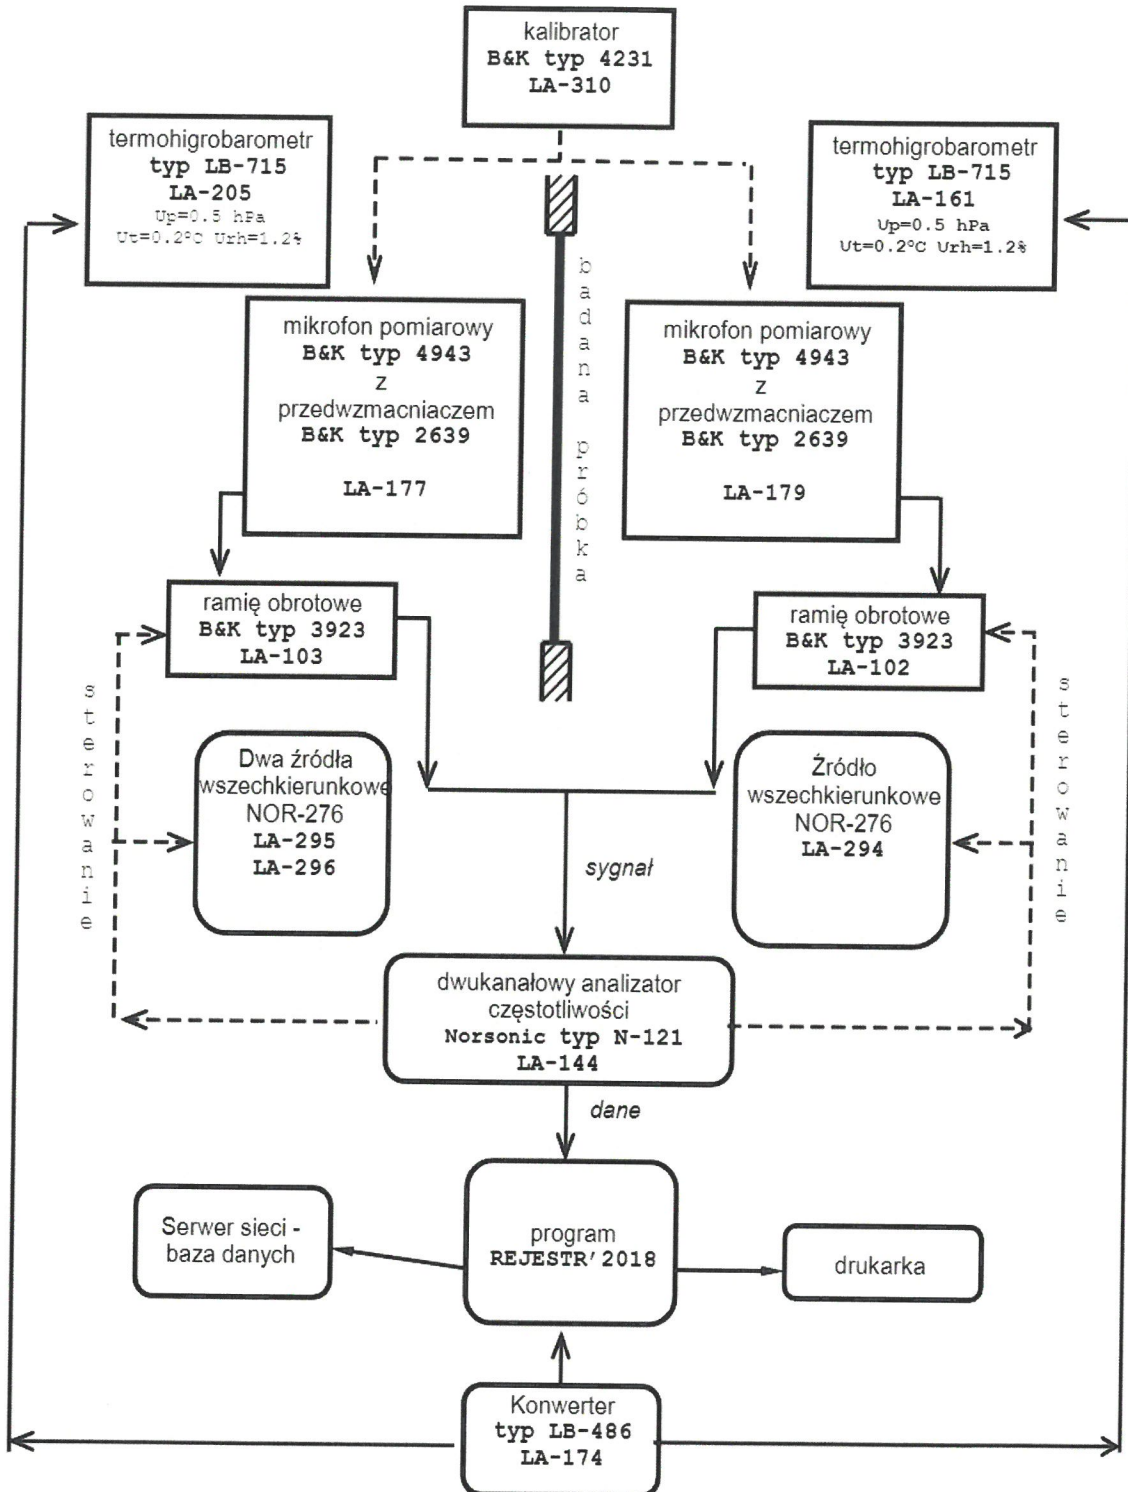 kalibrator
B&K typ 4231
LA-310
termohigrobarometr
typ LB-715
LA-205
Up=0.5 hPa
Ut=0.2°C Urh=1.2%
termohigrobarometr
typ LB-715
LA-161
Up=0.5 hPa
Ut=0.2°C Urh=1.2%
mikrofon pomiarowy
B&K typ 4943
z
przedwzmacniaczem
B&K typ 2639
LA-177
badana próbka
mikrofon pomiarowy
B&K typ 4943
z
przedwzmacniaczem
B&K typ 2639
LA-179
ramię obrotowe
B&K typ 3923
LA-103
ramię obrotowe
B&K typ 3923
LA-102
sterowanie
Dwa źródła
wszechkierunkowe
NOR-276
LA-295
LA-296
sygnał
Źródło
wszechkierunkowe
NOR-276
LA-294
sterowanie
dwukanałowy analizator
częstotliwości
Norsonic typ N-121
LA-144
dane
Serwer sieci -
baza danych
program
REJESTR'2018
drukarka
Konwerter
typ LB-486
LA-174